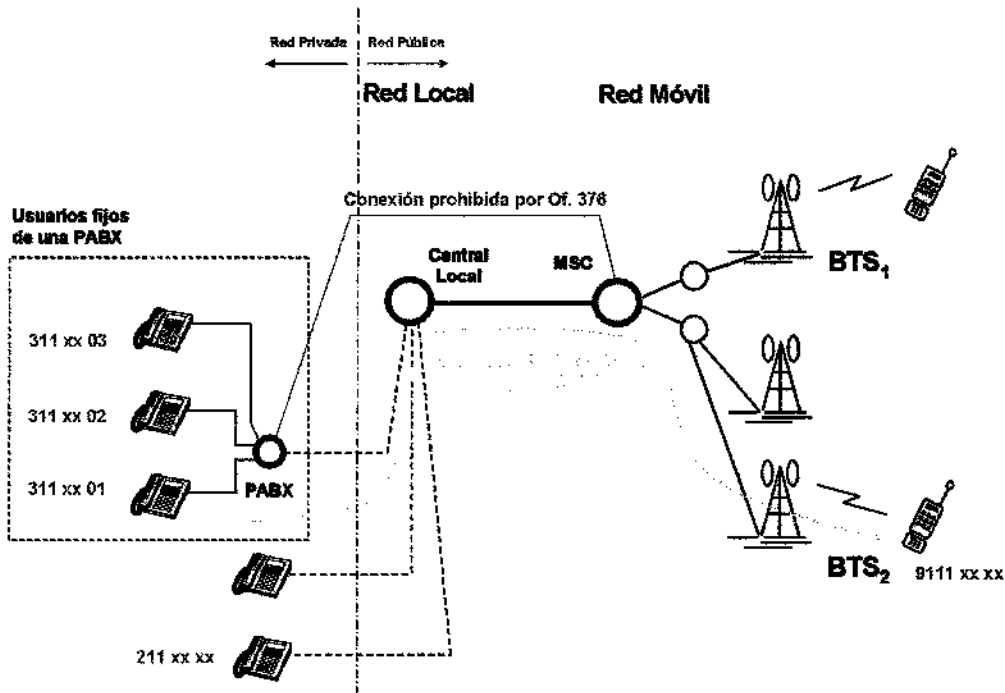 Red Privada
Red Pública
Red Local
Red Móvil
Conexión prohibida por Of. 376
Usuarios fijos
de una PABX
Central
Local
MSC
BTS1
311 xx 03
311 xx 02
311 xx 01
PABX
BTS2
9111 xx xx
211 xx xx